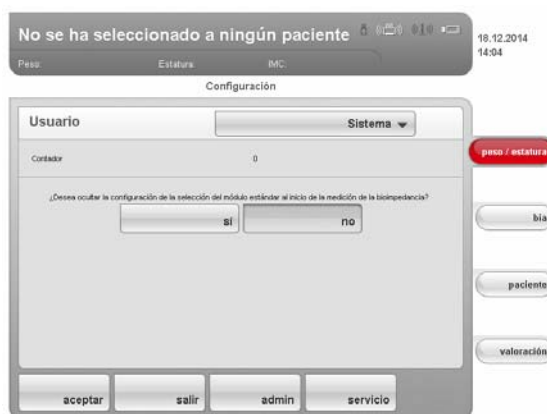 No se ha seleccionado a ningún paciente
18.12.2014
14:04
Peso: Estatura: IMC:
Configuración
Usuario Sistema
Contador 0
peso / estatura
¿Desea ocultar la configuración de la selección del módulo estándar al inicio de la medición de la bioimpedancia?
sí no
bia
paciente
valoración
aceptar salir admin servicio